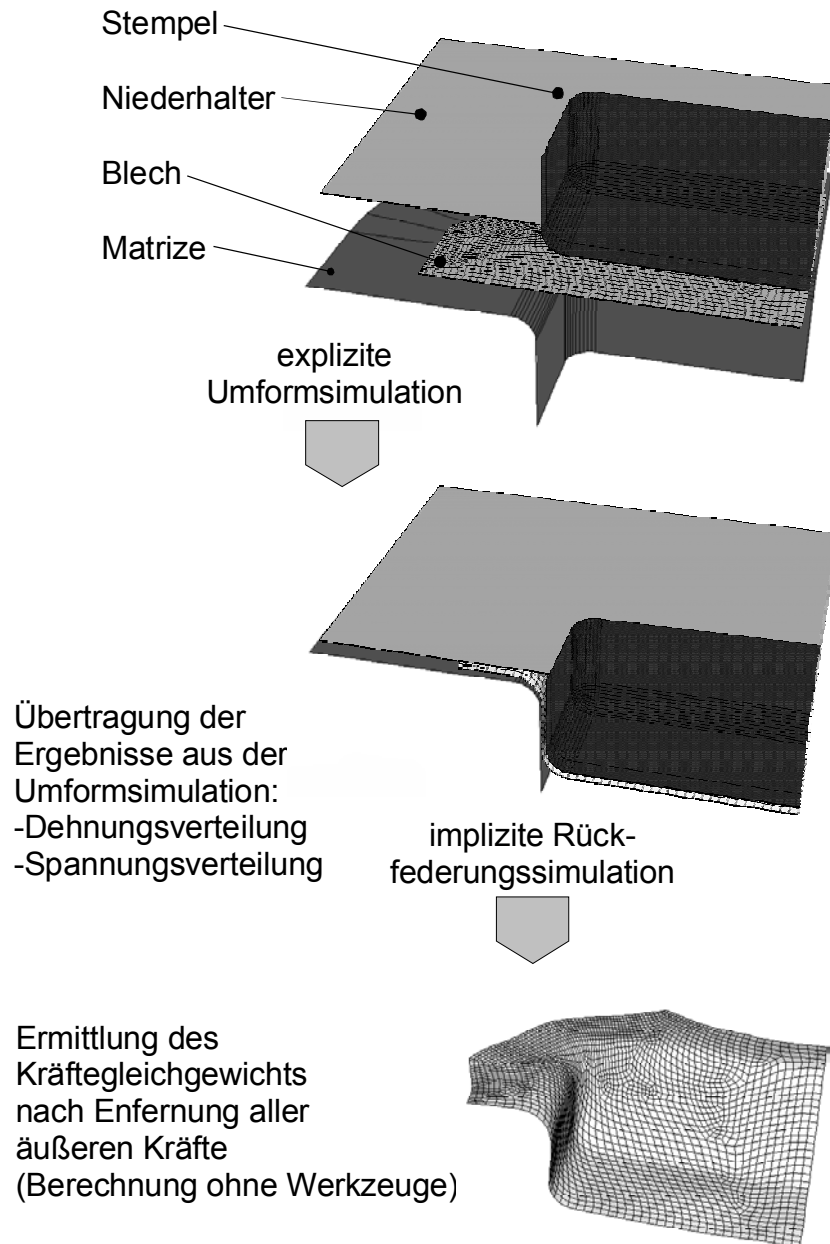 Stempel
Niederhalter
Blech
Matrize
explizite
Umformsimulation
Übertragung der
Ergebnisse aus der
Umformsimulation:
-Dehnungsverteilung
-Spannungsverteilung
implizite Rück-
federungssimulation
Ermittlung des
Kräftegleichgewichts
nach Enfernung aller
äußeren Kräfte
(Berechnung ohne Werkzeuge)